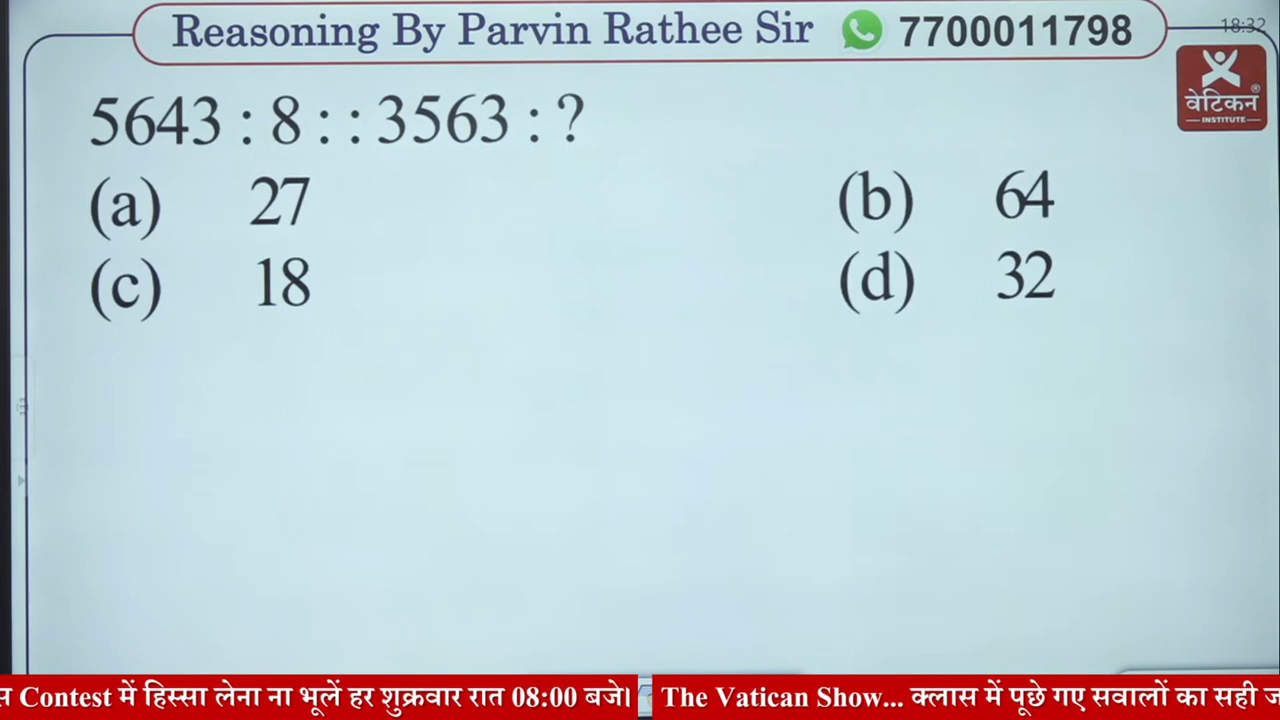 Reasoning By Parvin Rathee Sir 7700011798
18:32
वेटिकन ®
INSTITUTE
5643 : 8 : : 3563 : ?
(a) 27 (b) 64
(c) 18 (d) 32
Contest में हिस्सा लेना ना भूलें हर शुक्रवार रात 08:00 बजे। The Vatican Show... क्लास में पूछे गए सवालों का सही